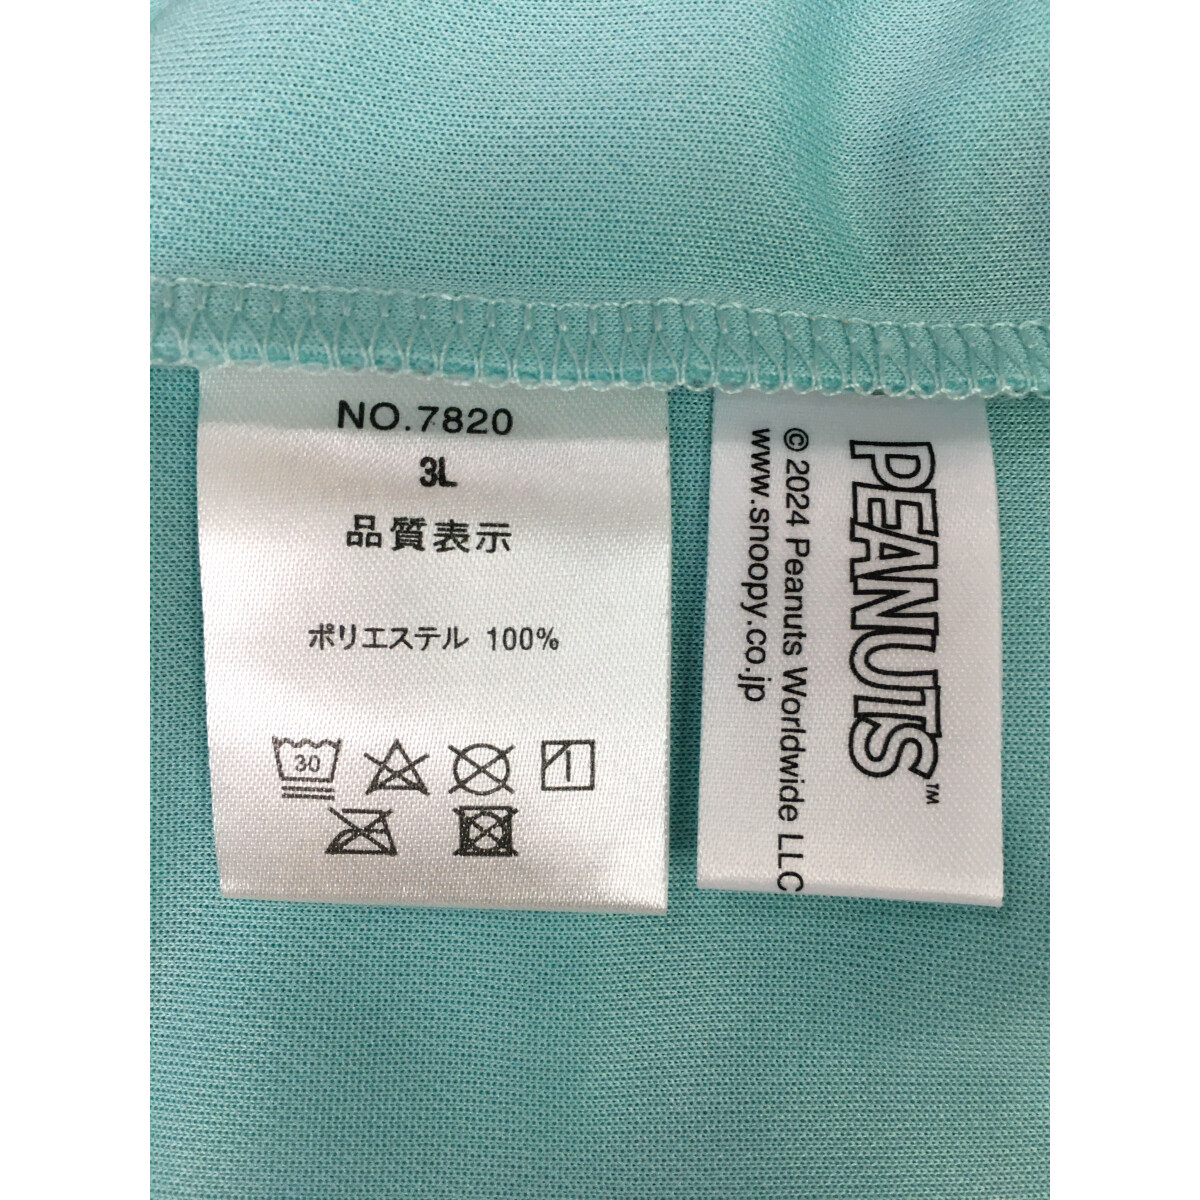 NO.7820
3L
品質表示
ポリエステル 100%
30
PEANUTS™
© 2024 Peanuts Worldwide LLC
www.snoopy.co.jp